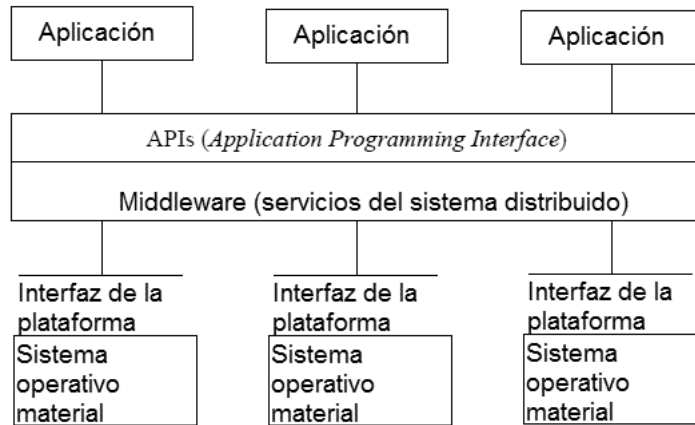 Aplicación Aplicación Aplicación
APIs (Application Programming Interface)
Middleware (servicios del sistema distribuido)
Interfaz de la Interfaz de la Interfaz de la
plataforma plataforma plataforma
Sistema Sistema Sistema
operativo operativo operativo
material material material